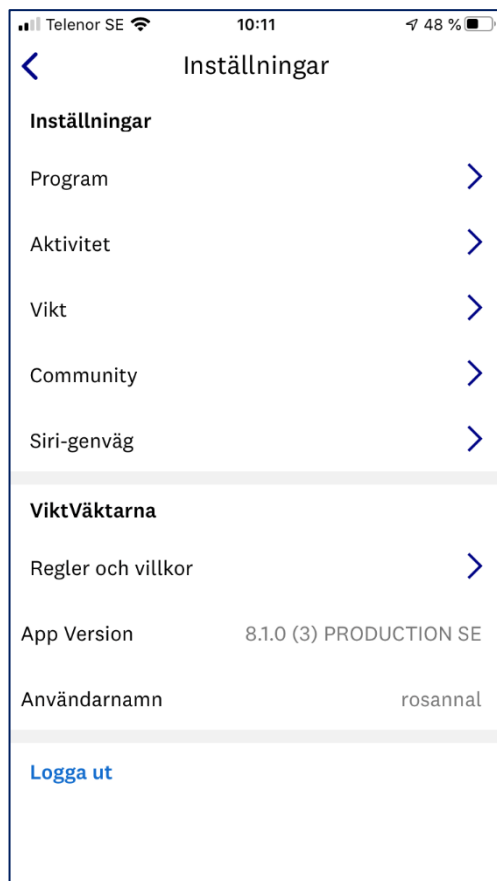 Telenor SE 10:11 48 %
Inställningar
Inställningar
Program
Aktivitet
Vikt
Community
Siri-genväg
ViktVäktarna
Regler och villkor
App Version 8.1.0 (3) PRODUCTION SE
Användarnamn rosannal
Logga ut